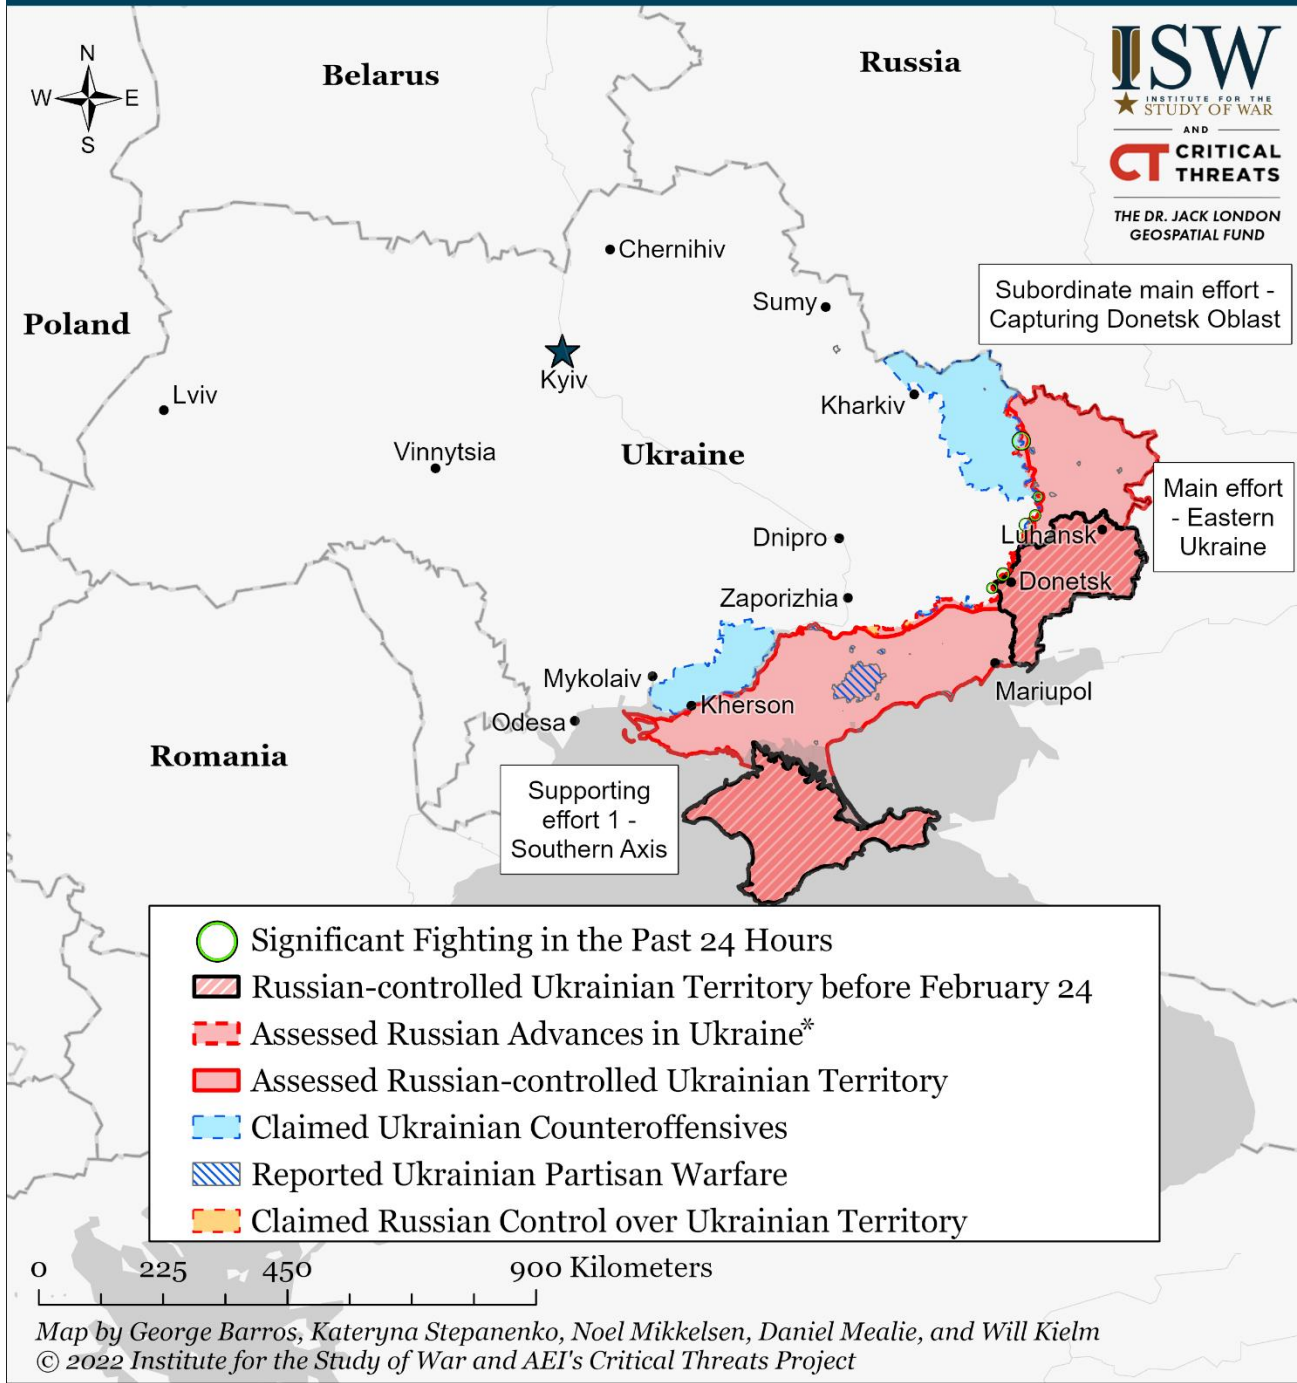 N
W E
S
Belarus
Russia
ISW
INSTITUTE FOR THE
STUDY OF WAR
AND
CT CRITICAL
THREATS
THE DR. JACK LONDON
GEOSPATIAL FUND
Chernihiv
Subordinate main effort -
Capturing Donetsk Oblast
Sumy
Poland
Kyiv
Lviv
Kharkiv
Vinnytsia
Ukraine
Main effort
- Eastern
Ukraine
Dnipro
Luhansk
Donetsk
Zaporizhia
Mykolaiv
Mariupol
Kherson
Odesa
Romania
Supporting
effort 1 -
Southern Axis
Significant Fighting in the Past 24 Hours
Russian-controlled Ukrainian Territory before February 24
Assessed Russian Advances in Ukraine*
Assessed Russian-controlled Ukrainian Territory
Claimed Ukrainian Counteroffensives
Reported Ukrainian Partisan Warfare
Claimed Russian Control over Ukrainian Territory
0 225 450 900 Kilometers
Map by George Barros, Kateryna Stepanenko, Noel Mikkelsen, Daniel Mealie, and Will Kielm
© 2022 Institute for the Study of War and AEI's Critical Threats Project